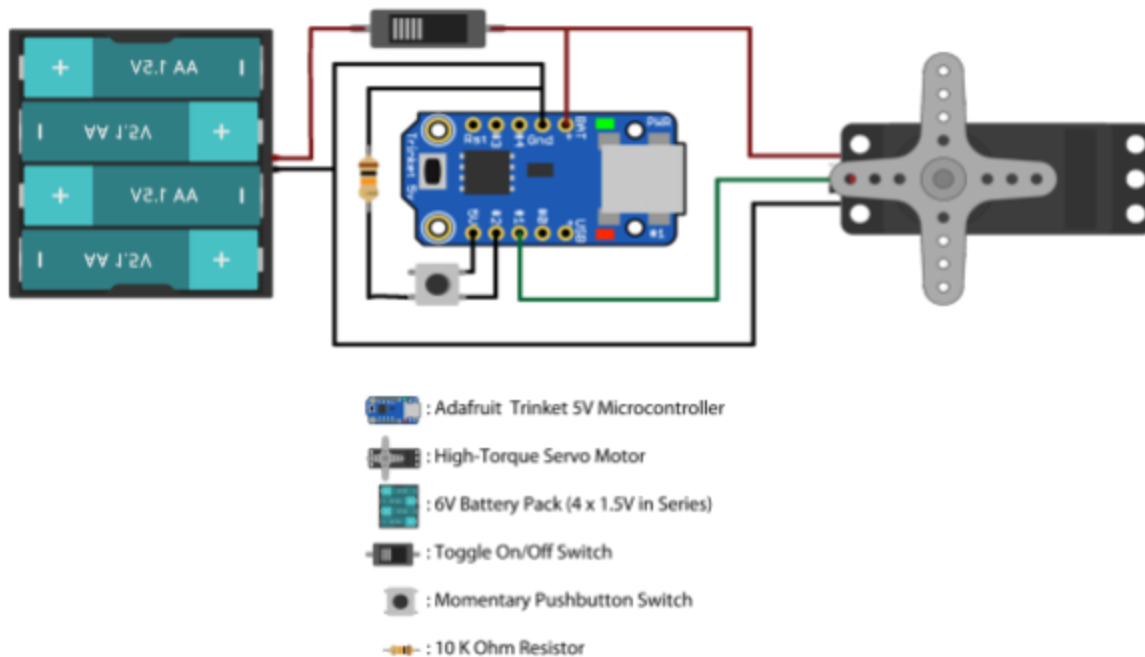 AA 1.5V
AA 1.5V
AA 1.5V
AA 1.5V
Rst #3 #4 Gnd BAT
PWR
Trinket 5v
5V #2 #1 #0 USB
#1
: Adafruit Trinket 5V Microcontroller
: High-Torque Servo Motor
: 6V Battery Pack (4 x 1.5V in Series)
: Toggle On/Off Switch
: Momentary Pushbutton Switch
: 10 K Ohm Resistor